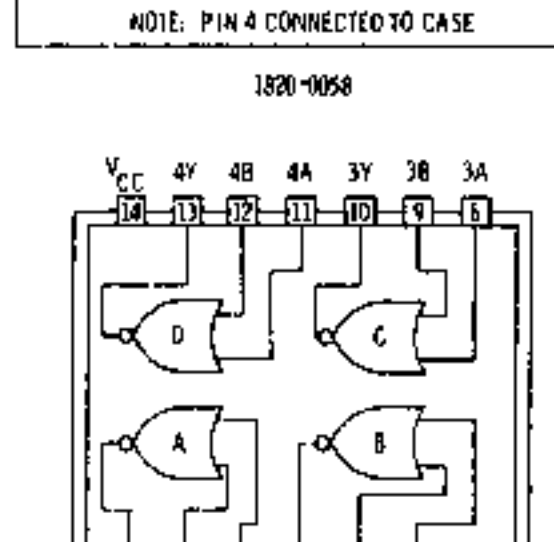 NOTE: PIN 4 CONNECTED TO CASE
1820-0058
VCC 4Y 4B 4A 3Y 3B 3A
14 13 12 11 10 9 8
D C
A B